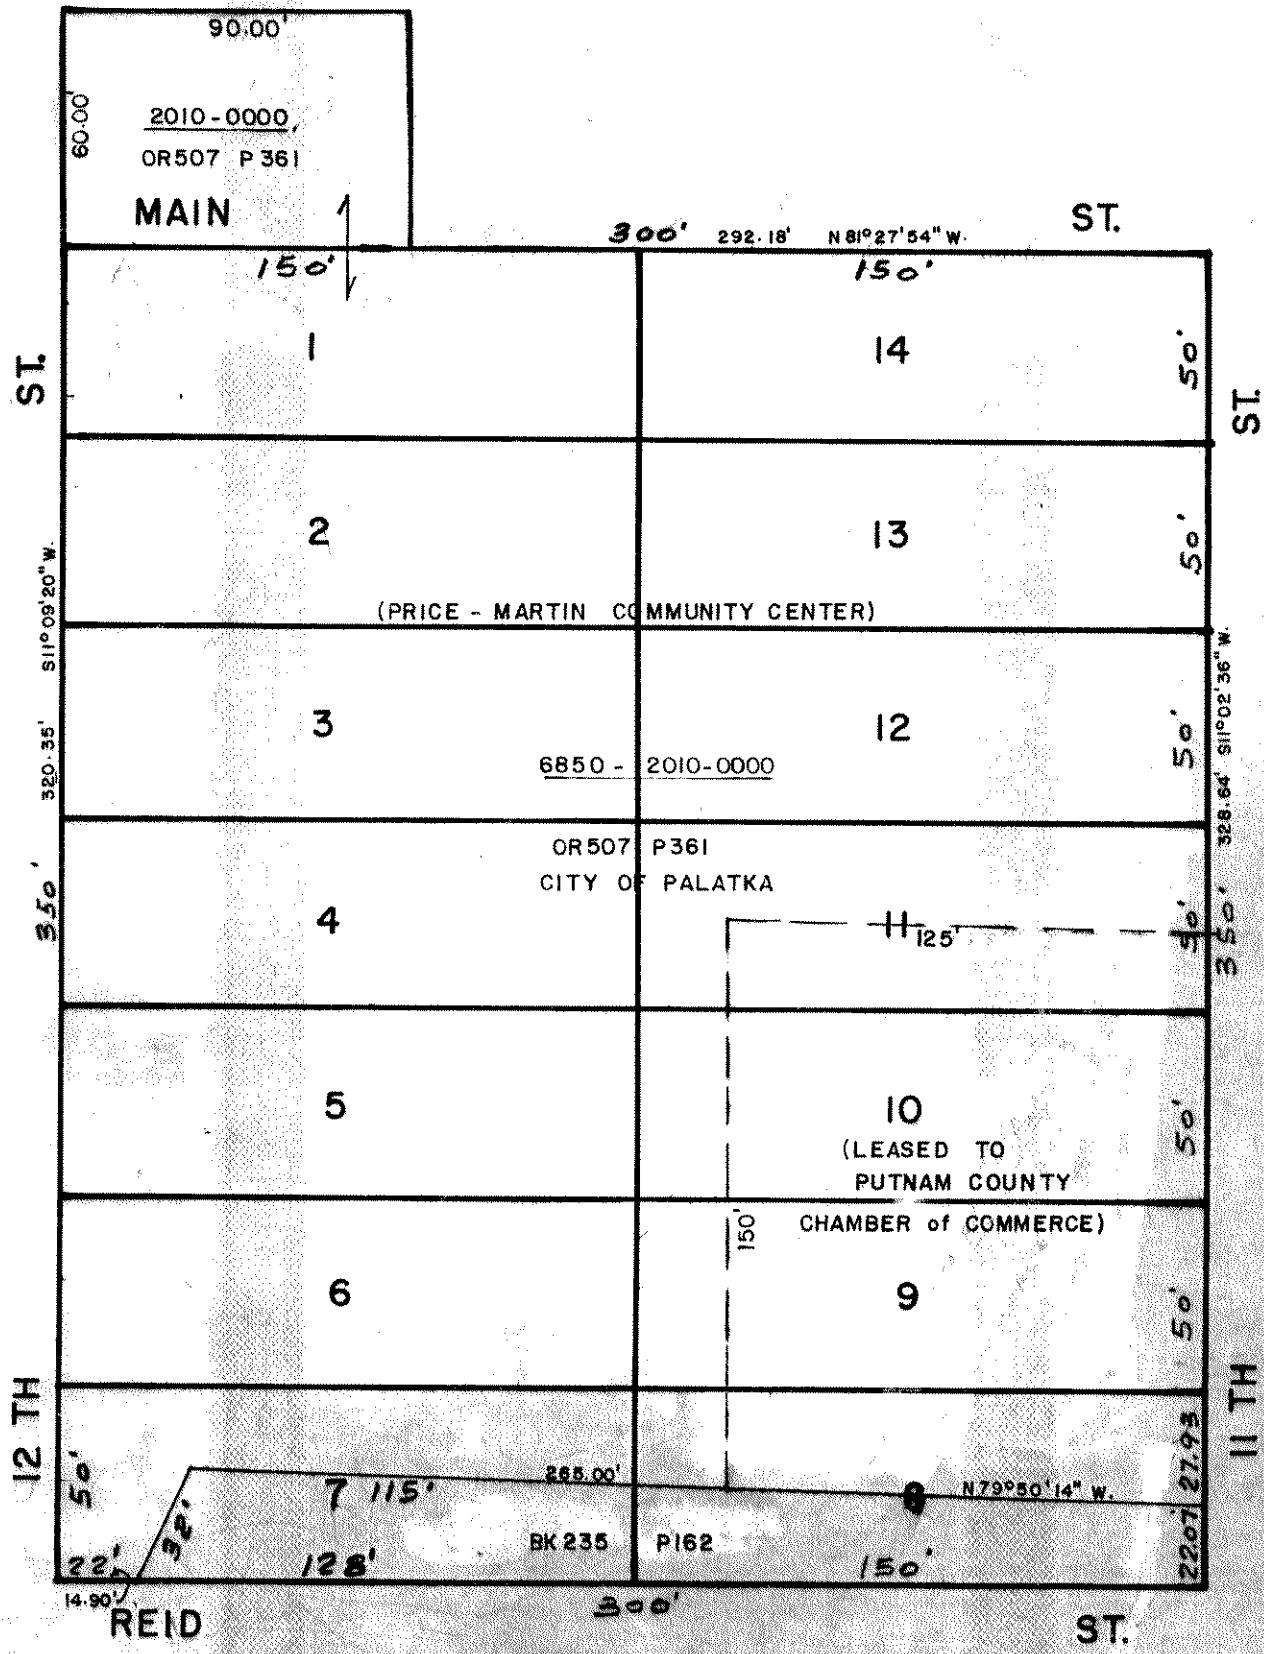 90.00'
60.00'
2010-0000
OR507 P361
MAIN ST.
300' 292.18' N81°27'54" W.
150' 150'
1 14 50'
ST. ST.
2 13 50'
(PRICE - MARTIN COMMUNITY CENTER)
320.35' S11°09'20" W.
328.64' S11°02'36" W.
3 12 50'
6850 - 2010-0000
OR507 P361
CITY OF PALATKA
350' 4 11 125' 50' 350'
5 10 50'
(LEASED TO
PUTNAM COUNTY
CHAMBER of COMMERCE)
150'
6 9 50'
12 TH 11 TH
50' 27.93
265.00' N79°50'14" W.
7 115' 8
32' 22.07'
BK235 P162
22' 128' 150'
14.90' 300'
REID ST.